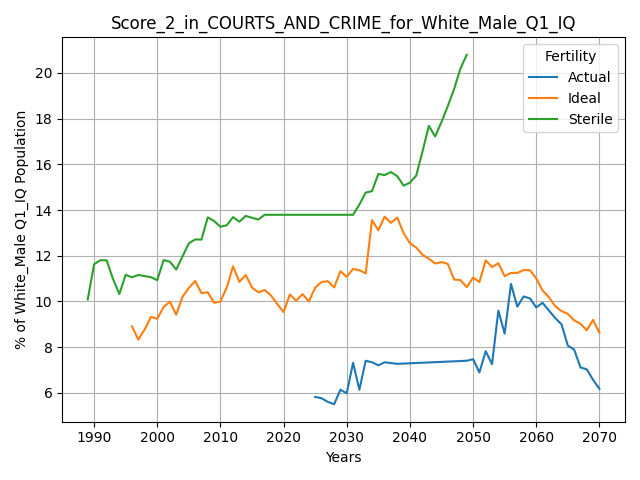 Score_2_in_COURTS_AND_CRIME_for_White_Male_Q1_IQ
% of White_Male Q1_IQ Population
20
18
16
14
12
10
8
6
Fertility
Actual
Ideal
Sterile
1990 2000 2010 2020 2030 2040 2050 2060 2070
Years